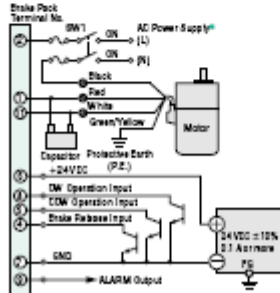 Brake Pack
Terminal No.
SW1
ON
AC Power Supply*
(L)
ON
(N)
Black
Red
White
Green/Yellow
Motor
Capacitor
Protective Earth
(P.E.)
+24VDC
CW Operation Input
CCW Operation Input
Brake Release Input
24 VDC ±10%
0.1 A or more
FG
GND
ALARM Output